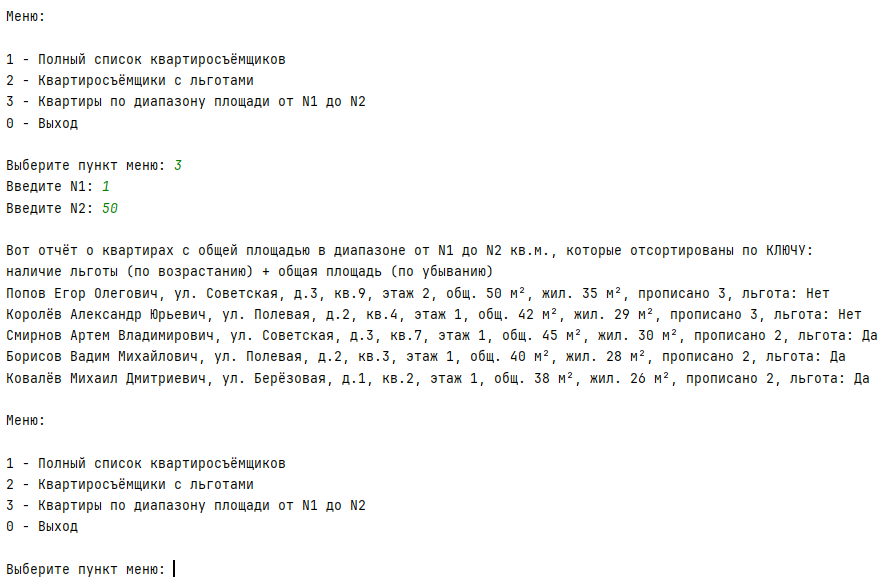 Меню:
1 - Полный список квартиросъёмщиков
2 - Квартиросъёмщики с льготами
3 - Квартиры по диапазону площади от N1 до N2
0 - Выход
Выберите пункт меню: 3
Введите N1: 1
Введите N2: 50
Вот отчёт о квартирах с общей площадью в диапазоне от N1 до N2 кв.м., которые отсортированы по КЛЮЧУ:
наличие льготы (по возрастанию) + общая площадь (по убыванию)
Попов Егор Олегович, ул. Советская, д.3, кв.9, этаж 2, общ. 50 м², жил. 35 м², прописано 3, льгота: Нет
Королёв Александр Юрьевич, ул. Полевая, д.2, кв.4, этаж 1, общ. 42 м², жил. 29 м², прописано 3, льгота: Нет
Смирнов Артем Владимирович, ул. Советская, д.3, кв.7, этаж 1, общ. 45 м², жил. 30 м², прописано 2, льгота: Да
Борисов Вадим Михайлович, ул. Полевая, д.2, кв.3, этаж 1, общ. 40 м², жил. 28 м², прописано 2, льгота: Да
Ковалёв Михаил Дмитриевич, ул. Берёзовая, д.1, кв.2, этаж 1, общ. 38 м², жил. 26 м², прописано 2, льгота: Да
Меню:
1 - Полный список квартиросъёмщиков
2 - Квартиросъёмщики с льготами
3 - Квартиры по диапазону площади от N1 до N2
0 - Выход
Выберите пункт меню: